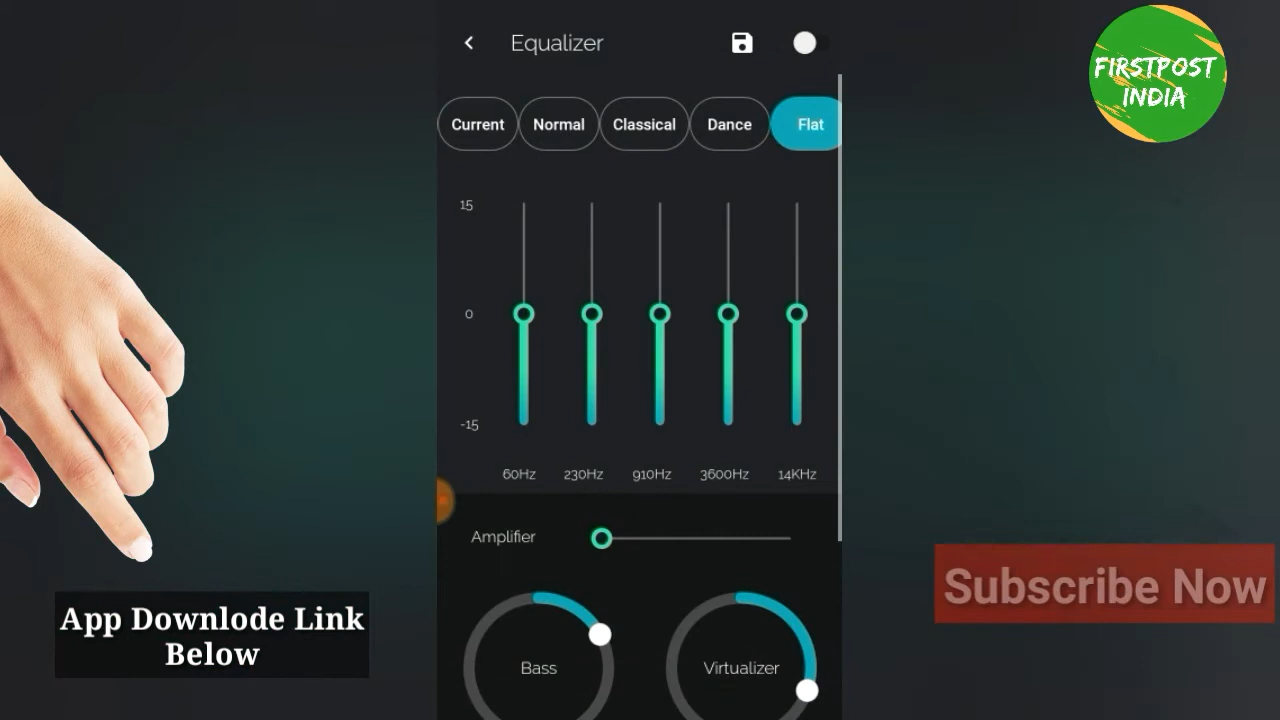 Equalizer
FIRSTPOST
INDIA
Current Normal Classical Dance Flat
15
0
-15
60Hz 230Hz 910Hz 3600Hz 14KHz
Amplifier
Bass Virtualizer
App Downlode Link
Below
Subscribe Now